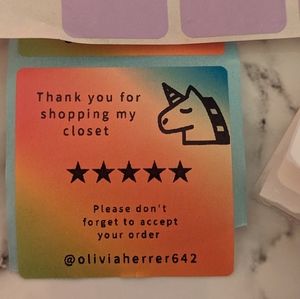 Thank you for
shopping my
closet
★★★★★
Please don't
forget to accept
your order
@oliviaherrer642